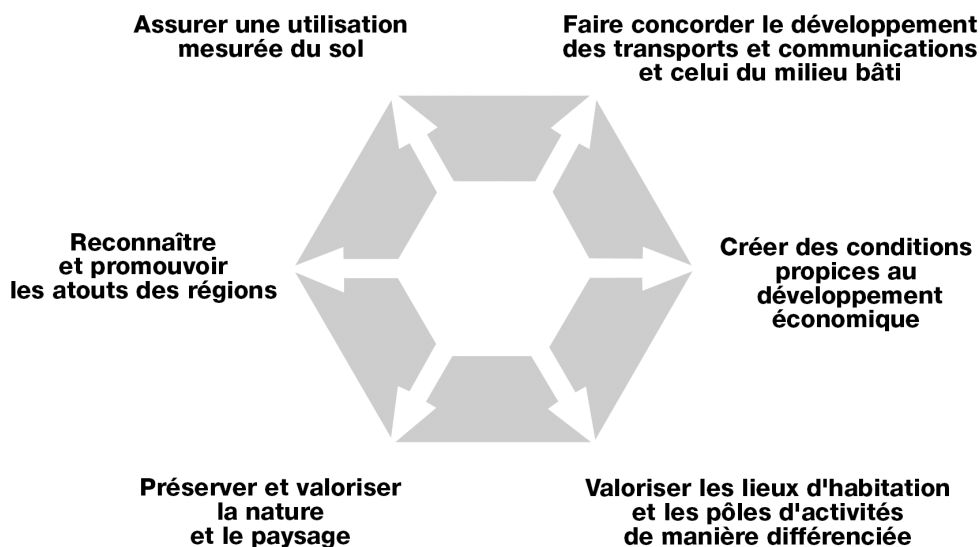 Assurer une utilisation
mesurée du sol
Faire concorder le développement
des transports et communications
et celui du milieu bâti
Reconnaître
et promouvoir
les atouts des régions
Créer des conditions
propices au
développement
économique
Préserver et valoriser
la nature
et le paysage
Valoriser les lieux d'habitation
et les pôles d'activités
de manière différenciée